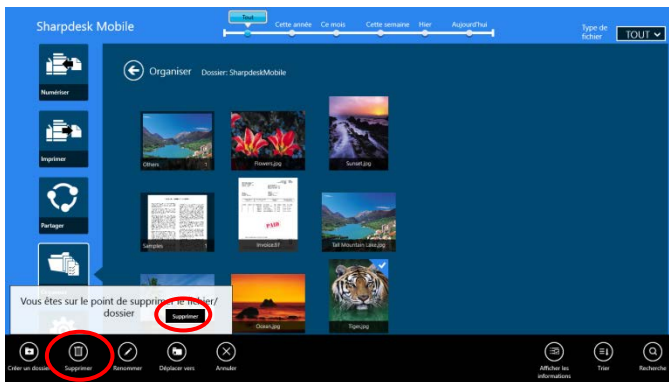 Sharpdesk Mobile
Tout
Cette année Ce mois Cette semaine Hier Aujourd'hui
Type de
fichier
TOUT
Numériser
Organiser Dossier: SharpdeskMobile
Others 1
Flowers.jpg
Sunset.jpg
Imprimer
Partager
PAID
Samples 1
Invoice.tif
Tall Mountain Lake.jpg
Vous êtes sur le point de supprimer le fichier/
dossier
Supprimer
Ocean.jpg
Tiger.jpg
Créer un dossier
Supprimer
Renommer
Déplacer vers
Annuler
Afficher les
informations
Trier
Recherche